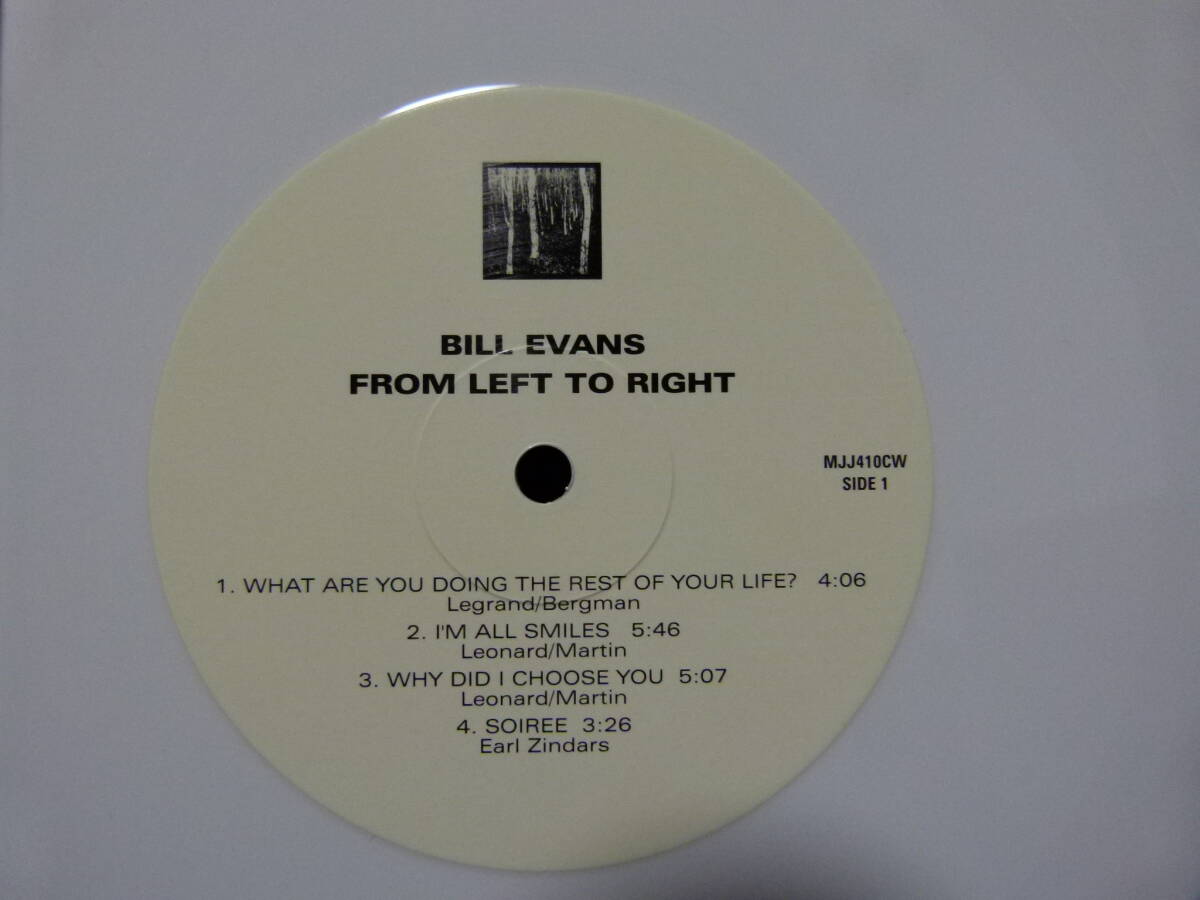 BILL EVANS
FROM LEFT TO RIGHT
MJJ410CW
SIDE 1
1. WHAT ARE YOU DOING THE REST OF YOUR LIFE? 4:06
Legrand/Bergman
2. I'M ALL SMILES 5:46
Leonard/Martin
3. WHY DID I CHOOSE YOU 5:07
Leonard/Martin
4. SOIREE 3:26
Earl Zindars